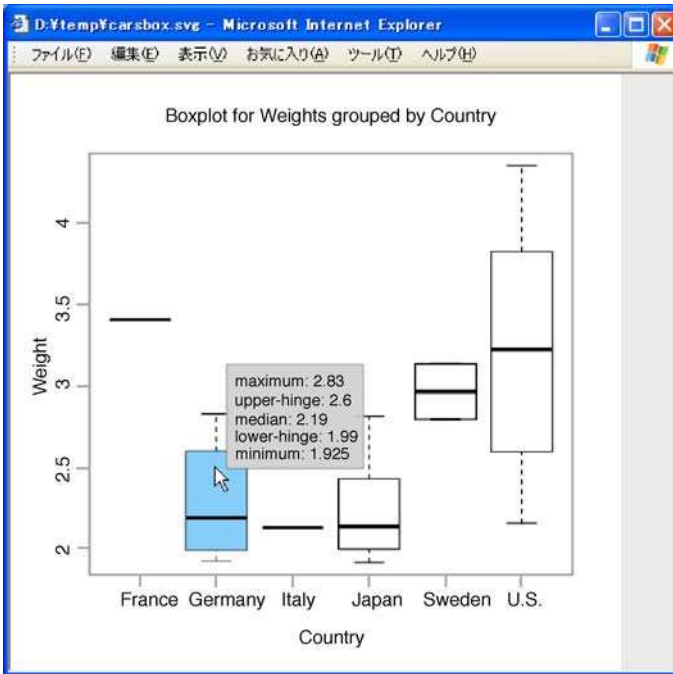 D:¥temp¥carsbox.svg - Microsoft Internet Explorer
ファイル(F) 編集(E) 表示(V) お気に入り(A) ツール(T) ヘルプ(H)
Boxplot for Weights grouped by Country
4
3.5
3
2.5
2
Weight
maximum: 2.83
upper-hinge: 2.6
median: 2.19
lower-hinge: 1.99
minimum: 1.925
France Germany Italy Japan Sweden U.S.
Country